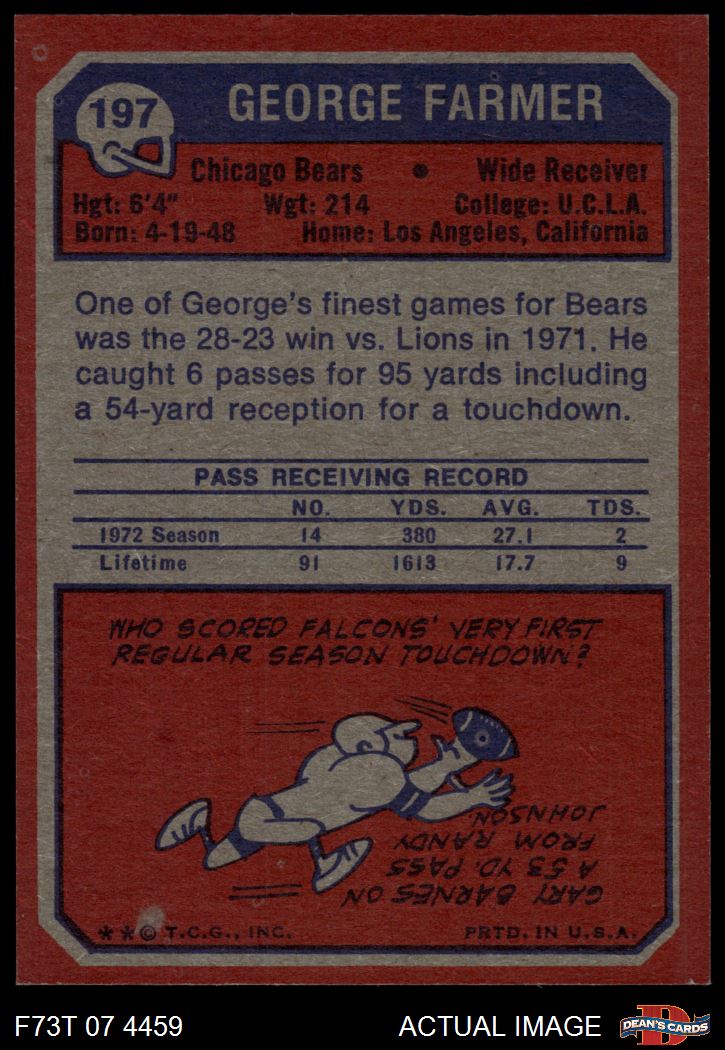 197
GEORGE FARMER
Chicago Bears • Wide Receiver
Hgt: 6'4" Wgt: 214 College: U.C.L.A.
Born: 4-19-48 Home: Los Angeles, California
One of George's finest games for Bears
was the 28-23 win vs. Lions in 1971. He
caught 6 passes for 95 yards including
a 54-yard reception for a touchdown.
PASS RECEIVING RECORD
NO. YDS. AVG. TDS.
1972 Season 14 380 27.1 2
Lifetime 91 1613 17.7 9
WHO SCORED FALCONS' VERY FIRST
REGULAR SEASON TOUCHDOWN?
GARY BARNES ON
A 53 YD. PASS
FROM RANDY
JOHNSON.
**© T.C.G., INC. PRTD. IN U.S.A.
F73T 07 4459 ACTUAL IMAGE
D
DEAN'S CARDS